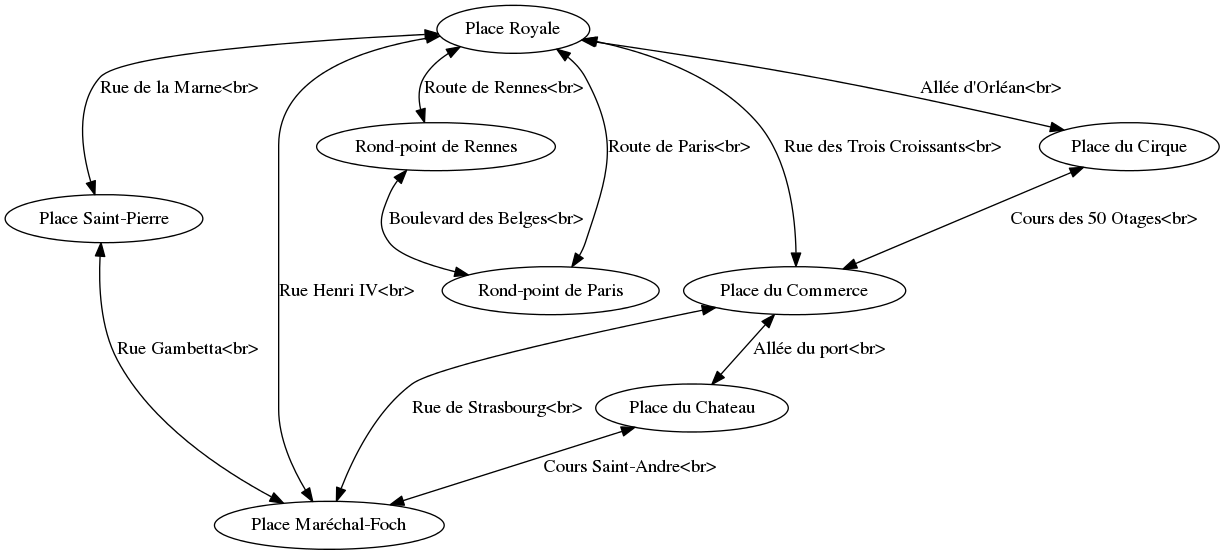 Place Royale
Rue de la Marne<br>
Route de Rennes<br>
Allée d'Orléan<br>
Rond-point de Rennes
Route de Paris<br>
Rue des Trois Croissants<br>
Place du Cirque
Place Saint-Pierre
Boulevard des Belges<br>
Cours des 50 Otages<br>
Rue Henri IV<br>
Rond-point de Paris
Place du Commerce
Rue Gambetta<br>
Allée du port<br>
Rue de Strasbourg<br>
Place du Chateau
Cours Saint-Andre<br>
Place Maréchal-Foch